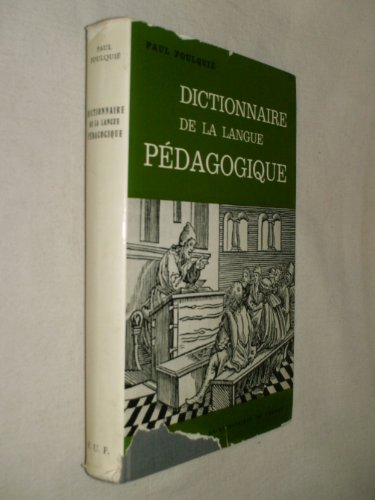 PAUL
FOULQUIÉ
DICTIONNAIRE
DE LA LANGUE
PÉDAGOGIQUE
P. U. F.
PAUL FOULQUIÉ
DICTIONNAIRE
DE LA LANGUE
PÉDAGOGIQUE